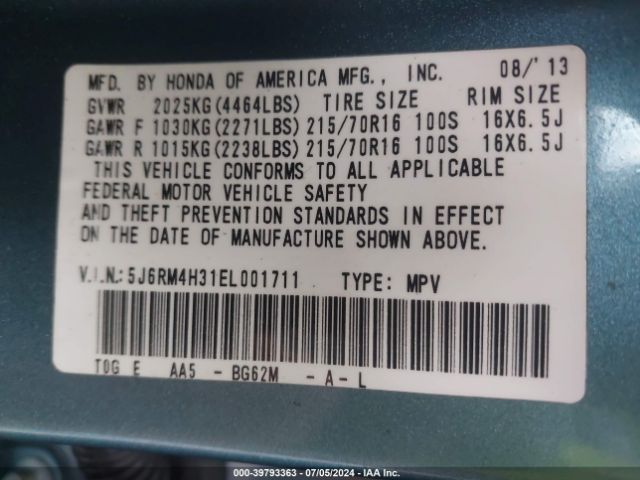 MFD. BY HONDA OF AMERICA MFG., INC. 08/'13
GVWR 2025KG(4464LBS) TIRE SIZE RIM SIZE
GAWR F 1030KG(2271LBS) 215/70R16 100S 16X6.5J
GAWR R 1015KG(2238LBS) 215/70R16 100S 16X6.5J
THIS VEHICLE CONFORMS TO ALL APPLICABLE
FEDERAL MOTOR VEHICLE SAFETY
AND THEFT PREVENTION STANDARDS IN EFFECT
ON THE DATE OF MANUFACTURE SHOWN ABOVE.
V.I.N.: 5J6RM4H31EL001711 TYPE: MPV
T0G E AA5 - BG62M - A - L
000-39793363 - 07/05/2024 - IAA Inc.